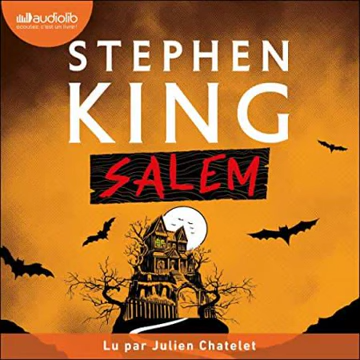 audiolib
écoutez, c'est un livre!
STEPHEN
KING
SALEM
Lu par Julien Chatelet